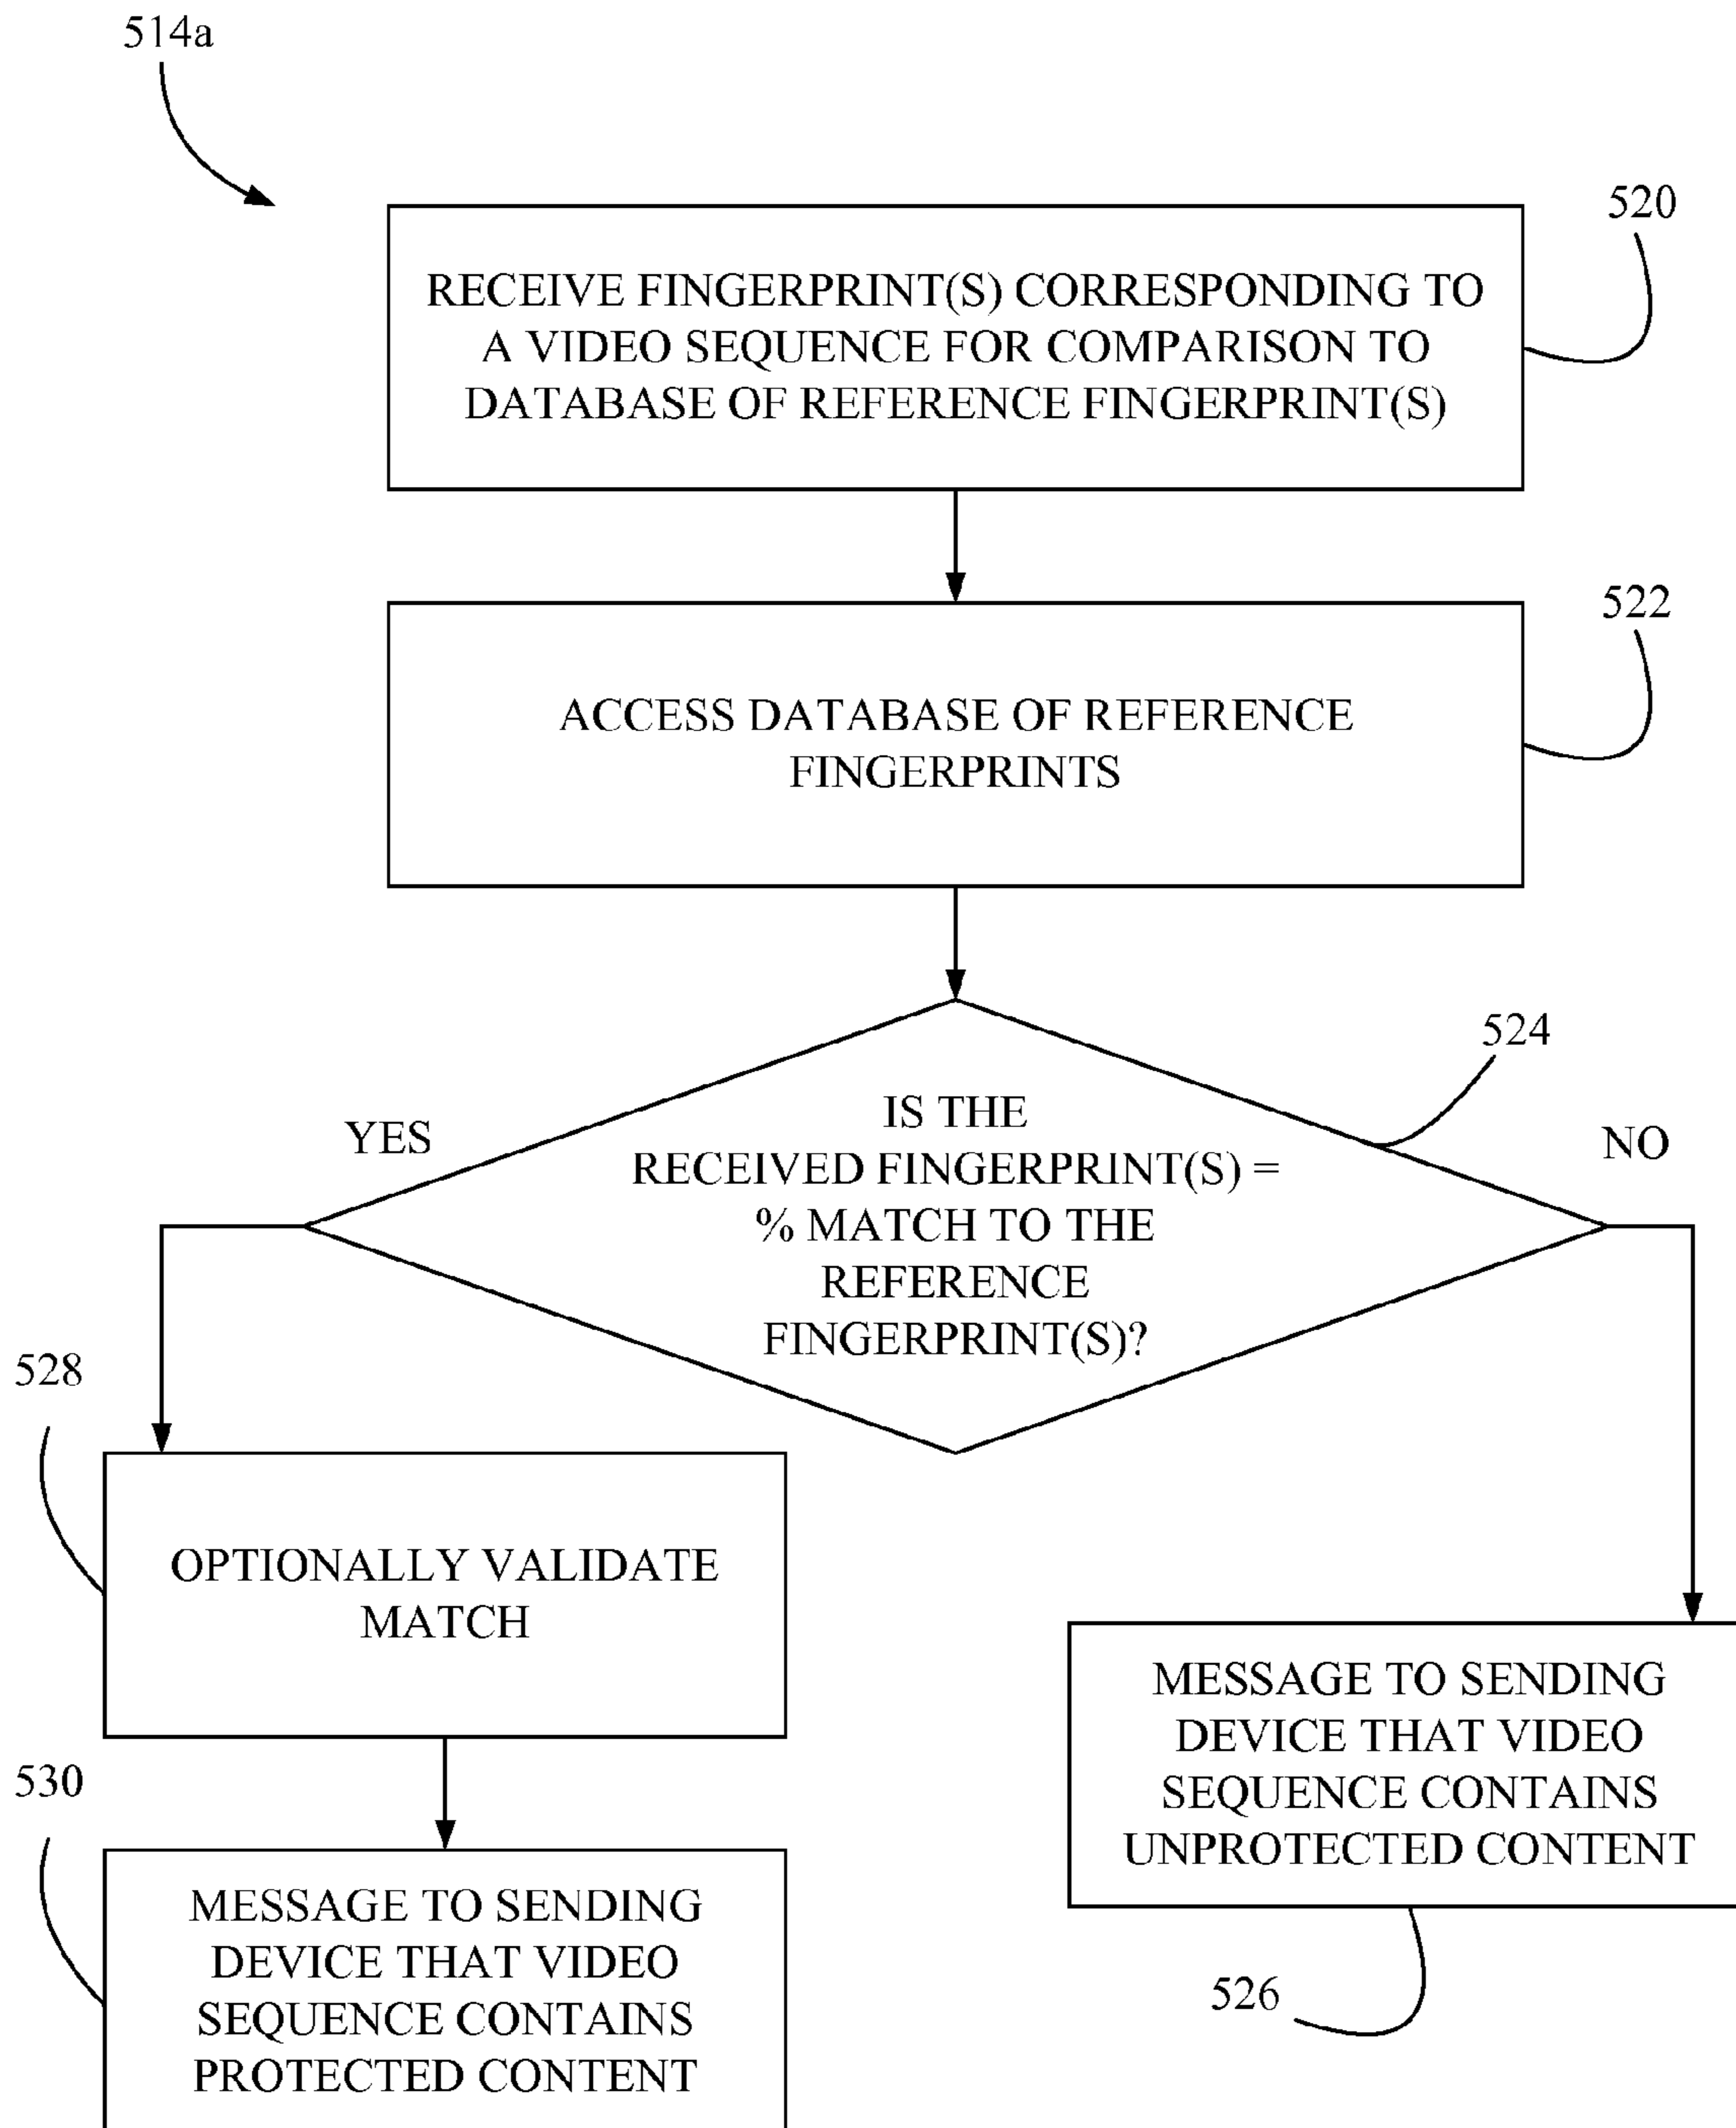 514a
520
RECEIVE FINGERPRINT(S) CORRESPONDING TO
A VIDEO SEQUENCE FOR COMPARISON TO
DATABASE OF REFERENCE FINGERPRINT(S)
522
ACCESS DATABASE OF REFERENCE
FINGERPRINTS
524
YES
NO
IS THE
RECEIVED FINGERPRINT(S) =
% MATCH TO THE
REFERENCE
FINGERPRINT(S)?
528
OPTIONALLY VALIDATE
MATCH
530
MESSAGE TO SENDING
DEVICE THAT VIDEO
SEQUENCE CONTAINS
PROTECTED CONTENT
MESSAGE TO SENDING
DEVICE THAT VIDEO
SEQUENCE CONTAINS
UNPROTECTED CONTENT
526